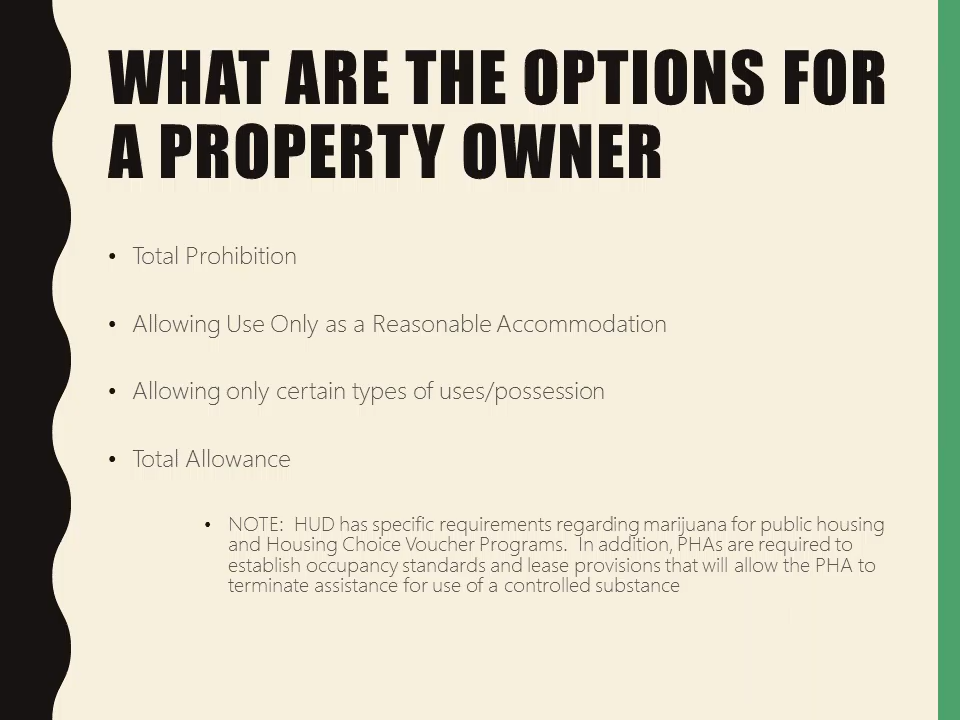 WHAT ARE THE OPTIONS FOR
A PROPERTY OWNER
• Total Prohibition
• Allowing Use Only as a Reasonable Accommodation
• Allowing only certain types of uses/possession
• Total Allowance
• NOTE:  HUD has specific requirements regarding marijuana for public housing
and Housing Choice Voucher Programs.  In addition, PHAs are required to
establish occupancy standards and lease provisions that will allow the PHA to
terminate assistance for use of a controlled substance